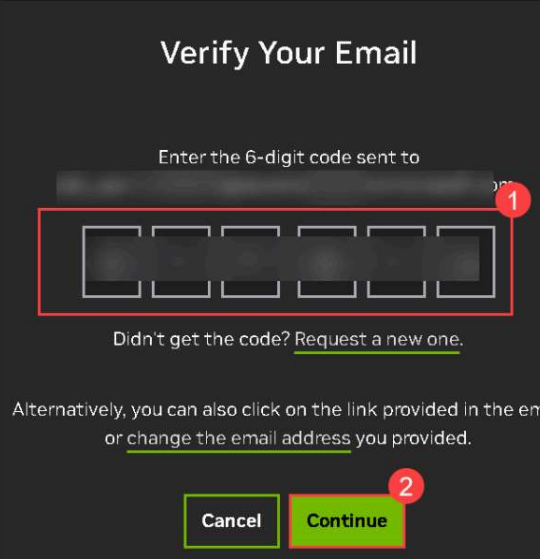 Verify Your Email
Enter the 6-digit code sent to
1
Didn't get the code? Request a new one.
Alternatively, you can also click on the link provided in the em
or change the email address you provided.
2
Cancel
Continue